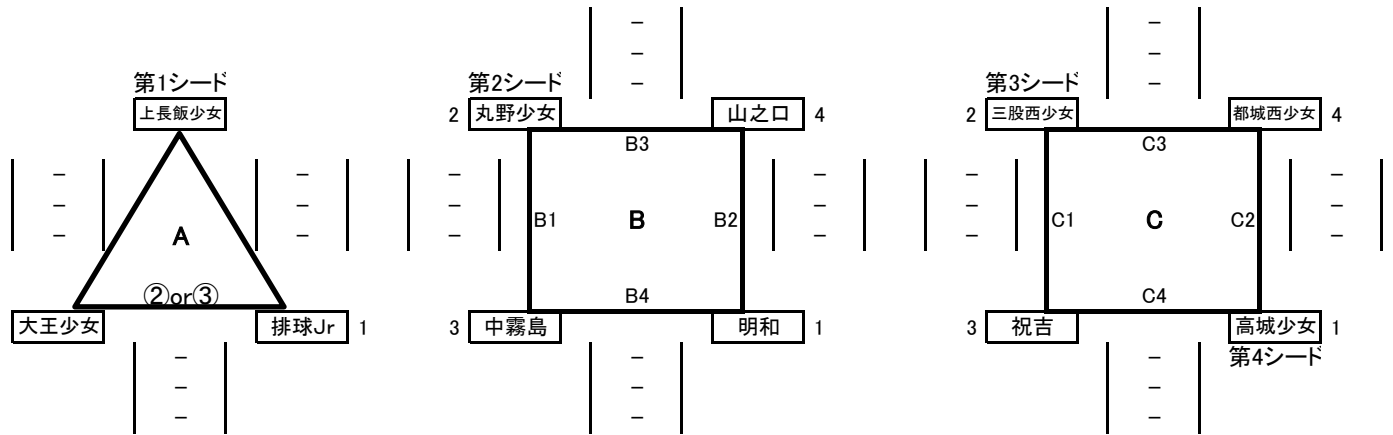 － －
－ －
第1シード 第2シード － 第3シード －
上長飯少女 2 丸野少女 山之口 4 2 三股西少女 都城西少女 4
B3 C3
－ － － － － －
－ － － － － －
A B1 B B2 C1 C C2
－ － － － － －
②or③ B4 C4
大王少女 排球Jr 1 3 中霧島 明和 1 3 祝吉 高城少女 1
－ － － 第4シード
－ － －
－ － －